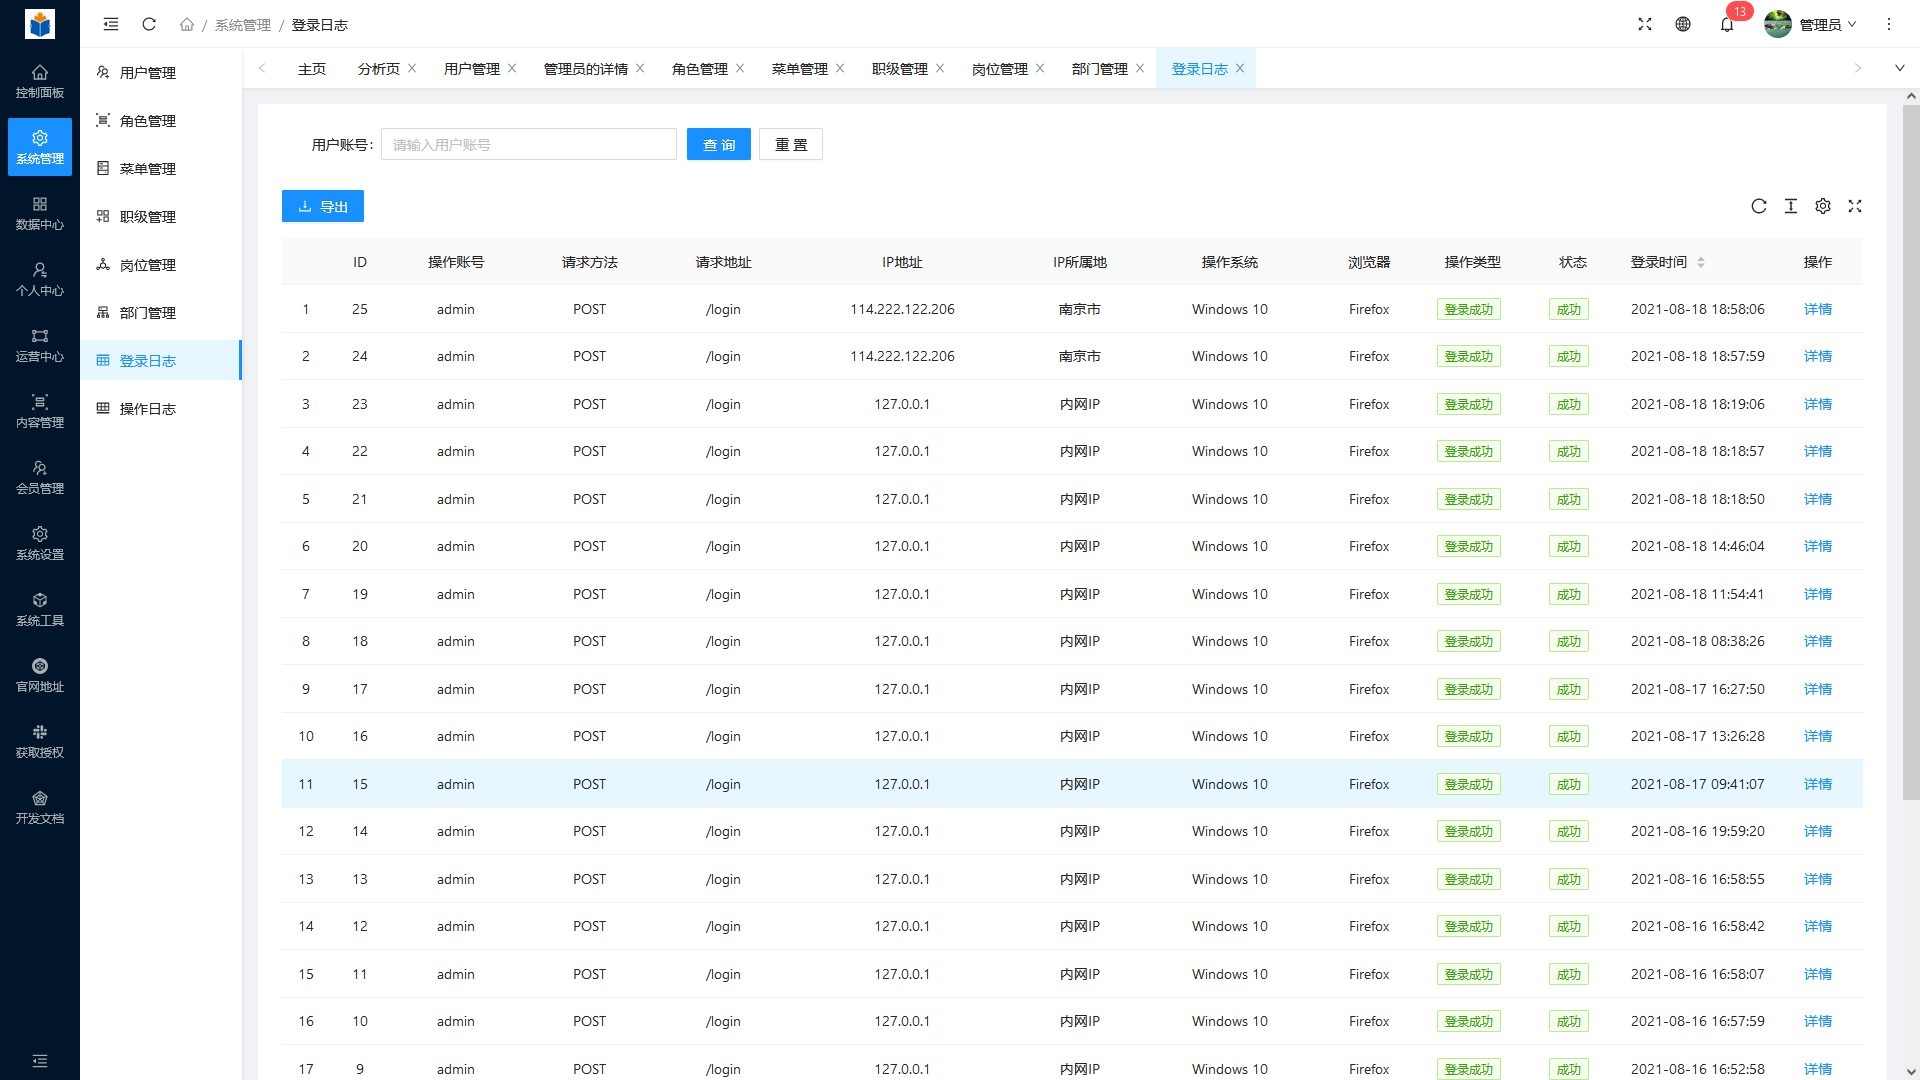 系统管理 / 登录日志
13
管理员
控制面板
系统管理
数据中心
个人中心
运营中心
内容管理
会员管理
系统设置
系统工具
官网地址
获取授权
开发文档
用户管理
角色管理
菜单管理
职级管理
岗位管理
部门管理
登录日志
操作日志
主页 分析页 用户管理 管理员的详情 角色管理 菜单管理 职级管理 岗位管理 部门管理 登录日志
用户账号: 请输入用户账号 查 询 重 置
导出
ID 操作账号 请求方法 请求地址 IP地址 IP所属地 操作系统 浏览器 操作类型 状态 登录时间 操作
1 25 admin POST /login 114.222.122.206 南京市 Windows 10 Firefox 登录成功 成功 2021-08-18 18:58:06 详情
2 24 admin POST /login 114.222.122.206 南京市 Windows 10 Firefox 登录成功 成功 2021-08-18 18:57:59 详情
3 23 admin POST /login 127.0.0.1 内网IP Windows 10 Firefox 登录成功 成功 2021-08-18 18:19:06 详情
4 22 admin POST /login 127.0.0.1 内网IP Windows 10 Firefox 登录成功 成功 2021-08-18 18:18:57 详情
5 21 admin POST /login 127.0.0.1 内网IP Windows 10 Firefox 登录成功 成功 2021-08-18 18:18:50 详情
6 20 admin POST /login 127.0.0.1 内网IP Windows 10 Firefox 登录成功 成功 2021-08-18 14:46:04 详情
7 19 admin POST /login 127.0.0.1 内网IP Windows 10 Firefox 登录成功 成功 2021-08-18 11:54:41 详情
8 18 admin POST /login 127.0.0.1 内网IP Windows 10 Firefox 登录成功 成功 2021-08-18 08:38:26 详情
9 17 admin POST /login 127.0.0.1 内网IP Windows 10 Firefox 登录成功 成功 2021-08-17 16:27:50 详情
10 16 admin POST /login 127.0.0.1 内网IP Windows 10 Firefox 登录成功 成功 2021-08-17 13:26:28 详情
11 15 admin POST /login 127.0.0.1 内网IP Windows 10 Firefox 登录成功 成功 2021-08-17 09:41:07 详情
12 14 admin POST /login 127.0.0.1 内网IP Windows 10 Firefox 登录成功 成功 2021-08-16 19:59:20 详情
13 13 admin POST /login 127.0.0.1 内网IP Windows 10 Firefox 登录成功 成功 2021-08-16 16:58:55 详情
14 12 admin POST /login 127.0.0.1 内网IP Windows 10 Firefox 登录成功 成功 2021-08-16 16:58:42 详情
15 11 admin POST /login 127.0.0.1 内网IP Windows 10 Firefox 登录成功 成功 2021-08-16 16:58:07 详情
16 10 admin POST /login 127.0.0.1 内网IP Windows 10 Firefox 登录成功 成功 2021-08-16 16:57:59 详情
17 9 admin POST /login 127.0.0.1 内网IP Windows 10 Firefox 登录成功 成功 2021-08-16 16:52:58 详情